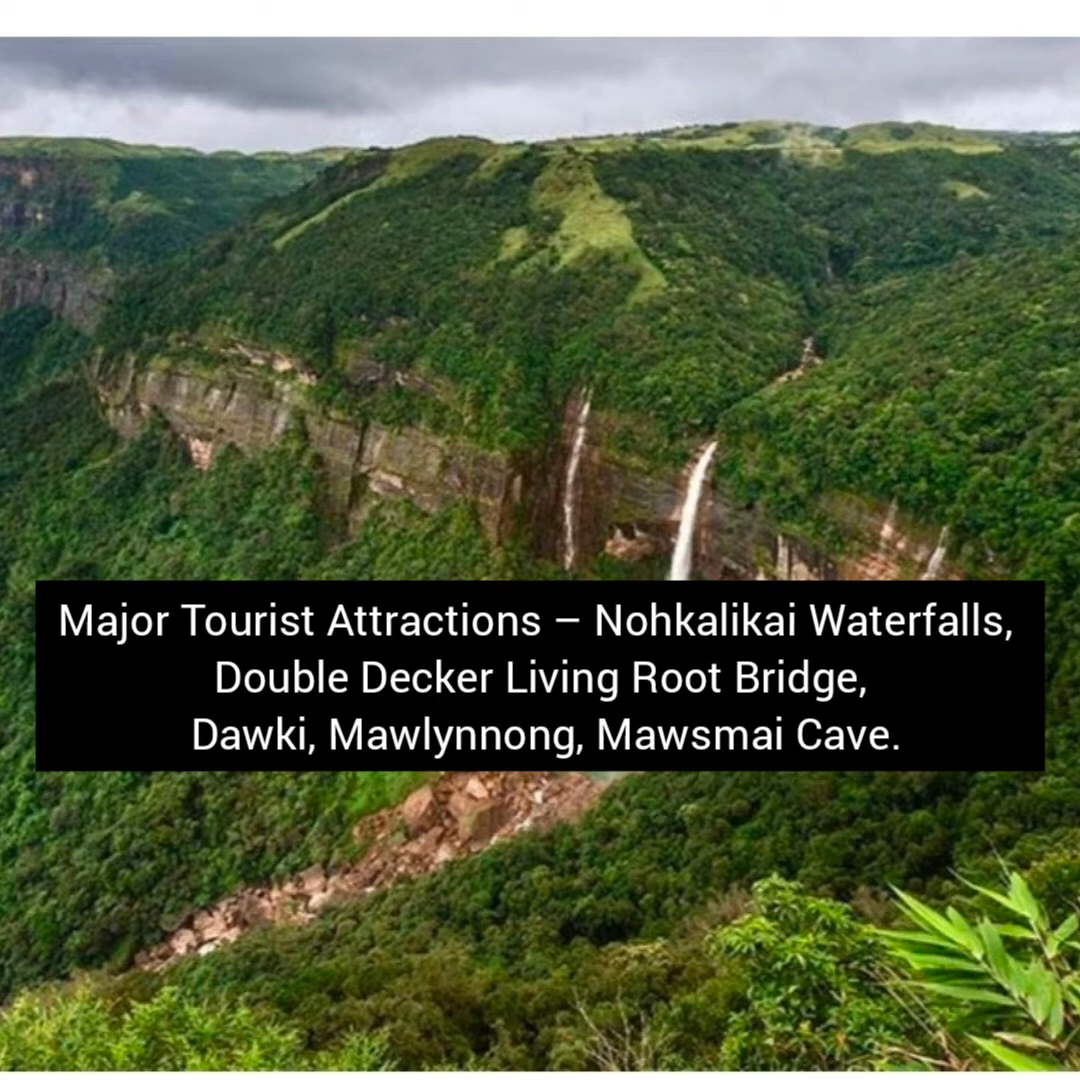 Major Tourist Attractions – Nohkalikai Waterfalls,
Double Decker Living Root Bridge,
Dawki, Mawlynnong, Mawsmai Cave.